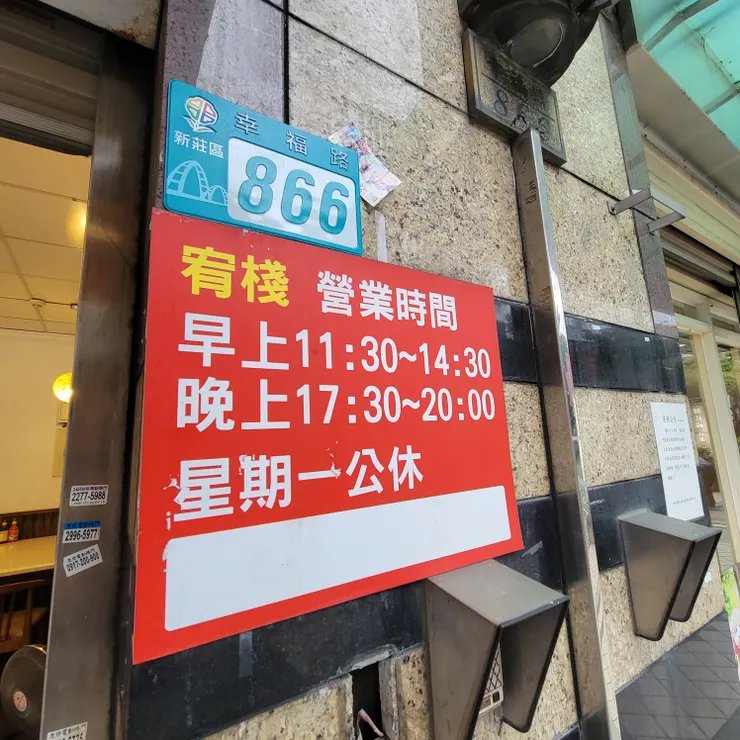 幸福路
新莊區
866
宥棧 營業時間
早上11:30~14:30
晚上17:30~20:00
星期一公休
2277-5988
2996-5977
0917-200-900